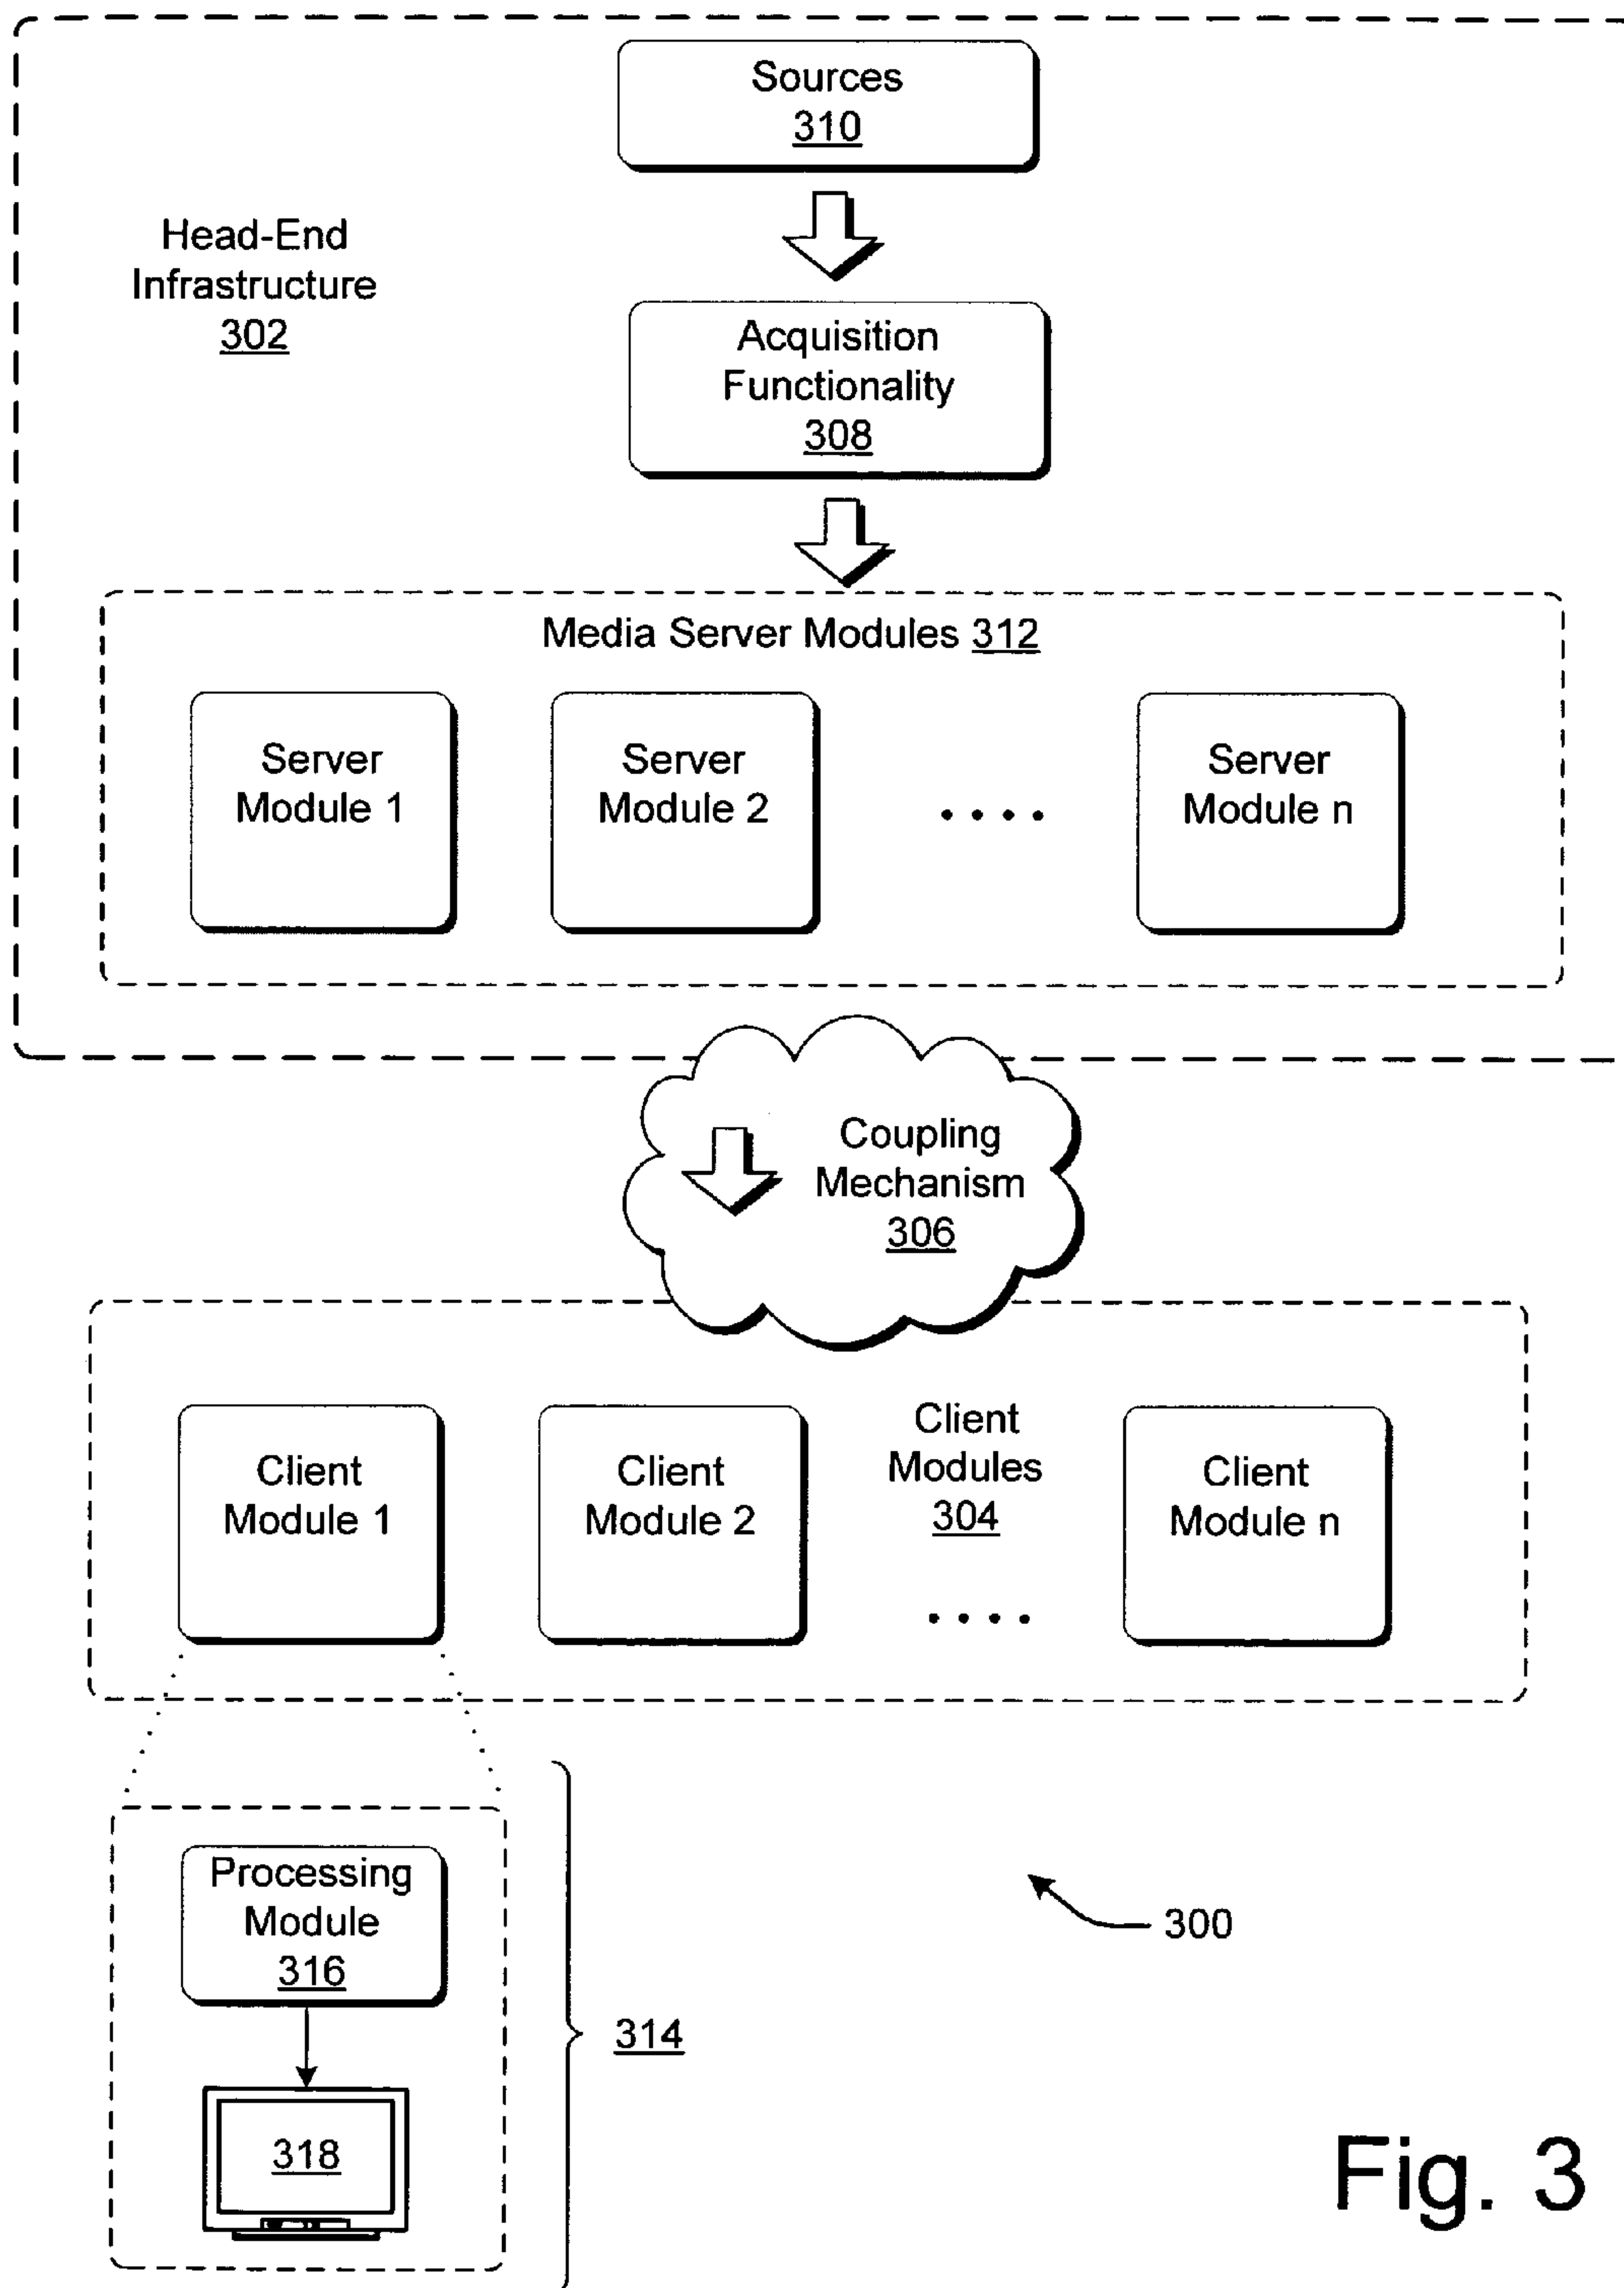 Sources
310
Head-End
Infrastructure
302
Acquisition
Functionality
308
Media Server Modules 312
Server
Module 1
Server
Module 2
Server
Module n
Coupling
Mechanism
306
Client
Module 1
Client
Module 2
Client
Modules
304
Client
Module n
Processing
Module
316
318
314
300
Fig. 3